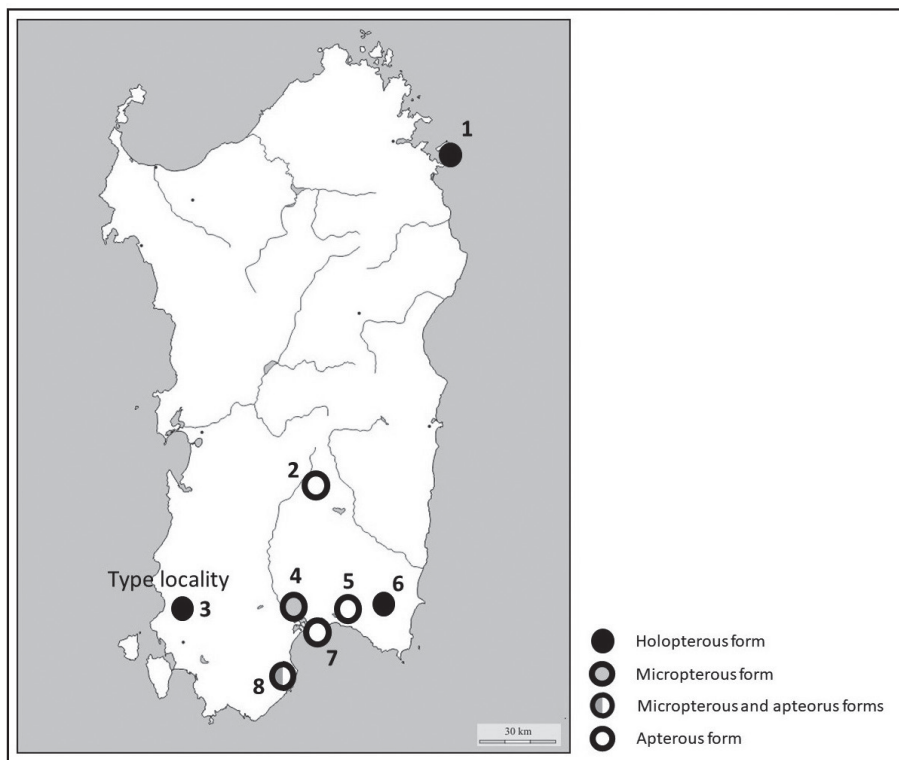 1
2
Type locality
3
4
5
6
7
8
30 km
Holopterous form
Micropterous form
Micropterous and apteorus forms
Apterous form